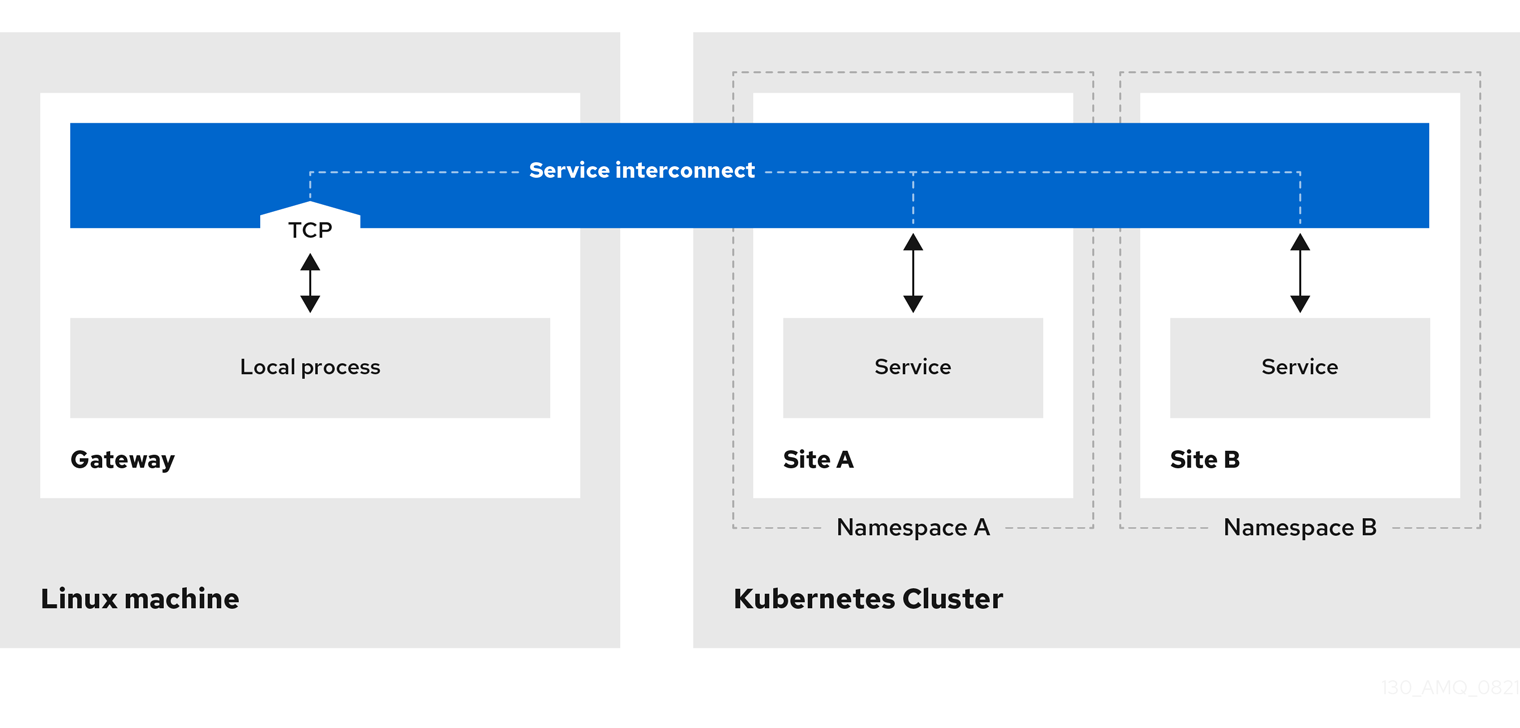 Service interconnect
TCP
Local process
Service
Service
Gateway
Site A
Site B
Namespace A
Namespace B
Linux machine
Kubernetes Cluster
130_AMQ_0821